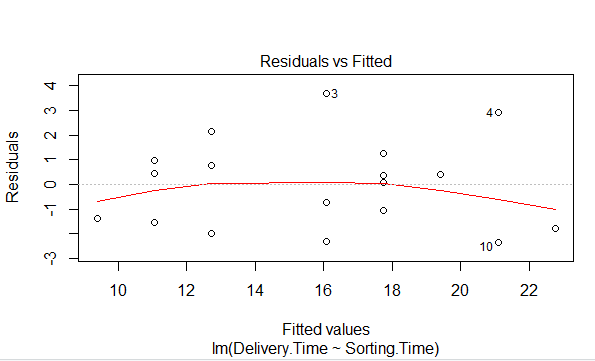 Residuals vs Fitted
4
3
2
1
0
-1
-3
Residuals
3
4
10
10 12 14 16 18 20 22
Fitted values
lm(Delivery.Time ~ Sorting.Time)